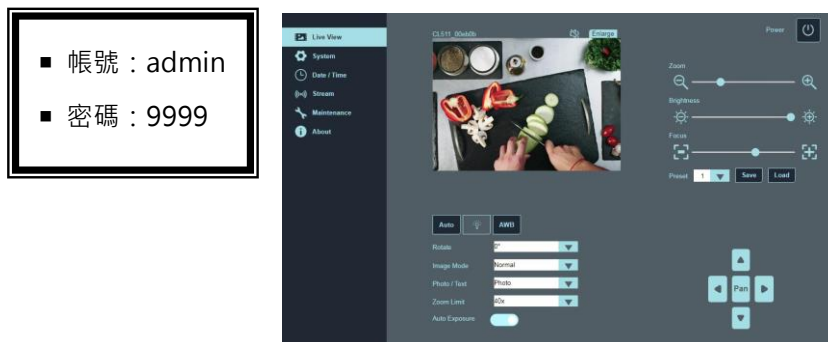 ▪ 帳號：admin
▪ 密碼：9999
CL511_00eb0b
Enlarge
Power
Live View
System
Date / Time
Stream
Maintenance
About
Zoom
Brightness
Focus
Preset 1 Save Load
Auto AWB
Rotate 0°
Image Mode Normal
Photo / Text Photo
Zoom Limit 40x
Auto Exposure
Pan